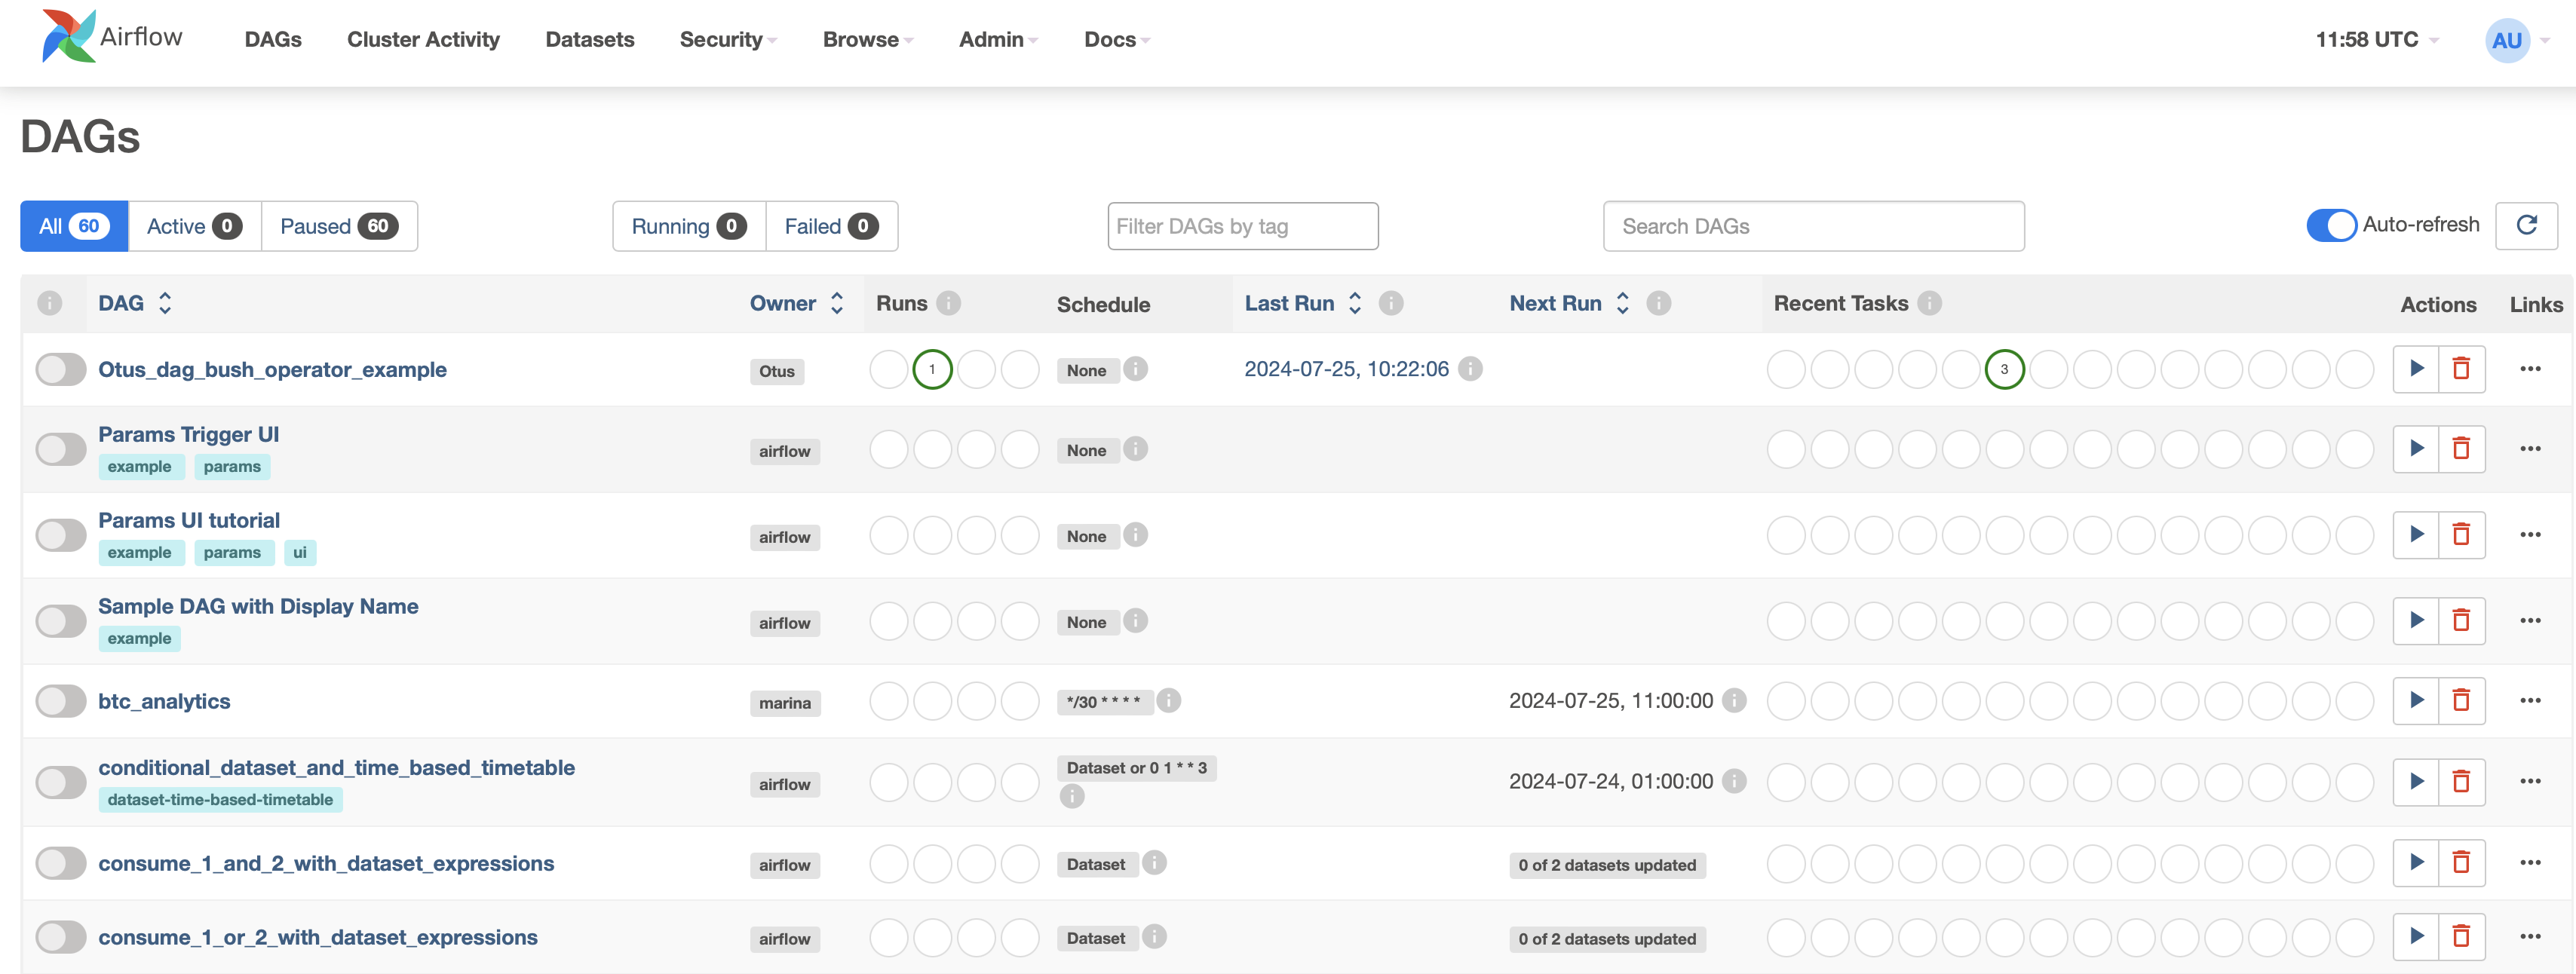 Airflow DAGs Cluster Activity Datasets Security Browse Admin Docs 11:58 UTC AU
DAGs
All 60 Active 0 Paused 60 Running 0 Failed 0 Filter DAGs by tag Search DAGs Auto-refresh
DAG Owner Runs Schedule Last Run Next Run Recent Tasks Actions Links
Otus_dag_bush_operator_example Otus 1 None 2024-07-25, 10:22:06 3
Params Trigger UI
example params airflow None
Params UI tutorial
example params ui airflow None
Sample DAG with Display Name
example airflow None
btc_analytics marina */30 * * * * 2024-07-25, 11:00:00
conditional_dataset_and_time_based_timetable
dataset-time-based-timetable airflow Dataset or 0 1 * * 3 2024-07-24, 01:00:00
consume_1_and_2_with_dataset_expressions airflow Dataset 0 of 2 datasets updated
consume_1_or_2_with_dataset_expressions airflow Dataset 0 of 2 datasets updated